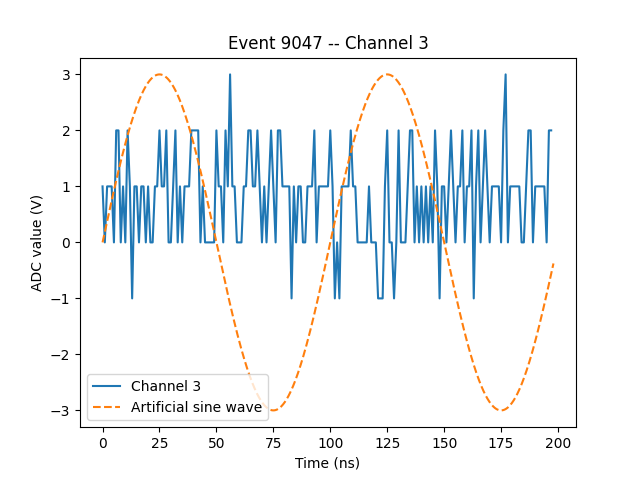 Event 9047 -- Channel 3
ADC value (V)
3
2
1
0
−1
−2
−3
Channel 3
Artificial sine wave
0 25 50 75 100 125 150 175 200
Time (ns)